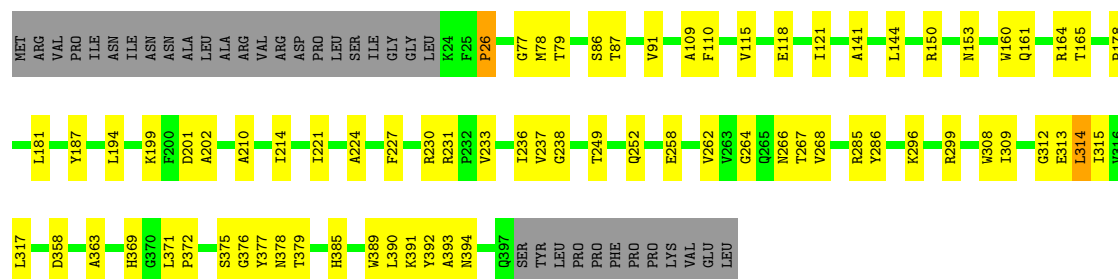 MET ARG VAL PRO ILE ASN ILE ASN ASN ALA LEU ALA ARG VAL ARG ASP PRO LEU SER ILE GLY GLY LEU K24 F25 P26 G77 M78 T79 S86 T87 V91 A109 F110 V115 E118 I121 A141 L144 R150 N153 W160 Q161 R164 T165
L181 Y187 L194 K199 F200 D201 A202 A210 I214 I221 A224 F227 R230 R231 P232 V233 I236 V237 G238 T249 Q252 E258 V262 V263 G264 Q265 N266 T267 V268 R285 Y286 K296 R299 W308 I309 G312 E313 L314 I315
L317 D358 A363 H369 G370 L371 P372 S375 G376 Y377 N378 T379 H385 W389 L390 K391 Y392 A393 N394 Q397 SER TYR LEU PRO PRO PHE PRO PRO LYS VAL GLU LEU